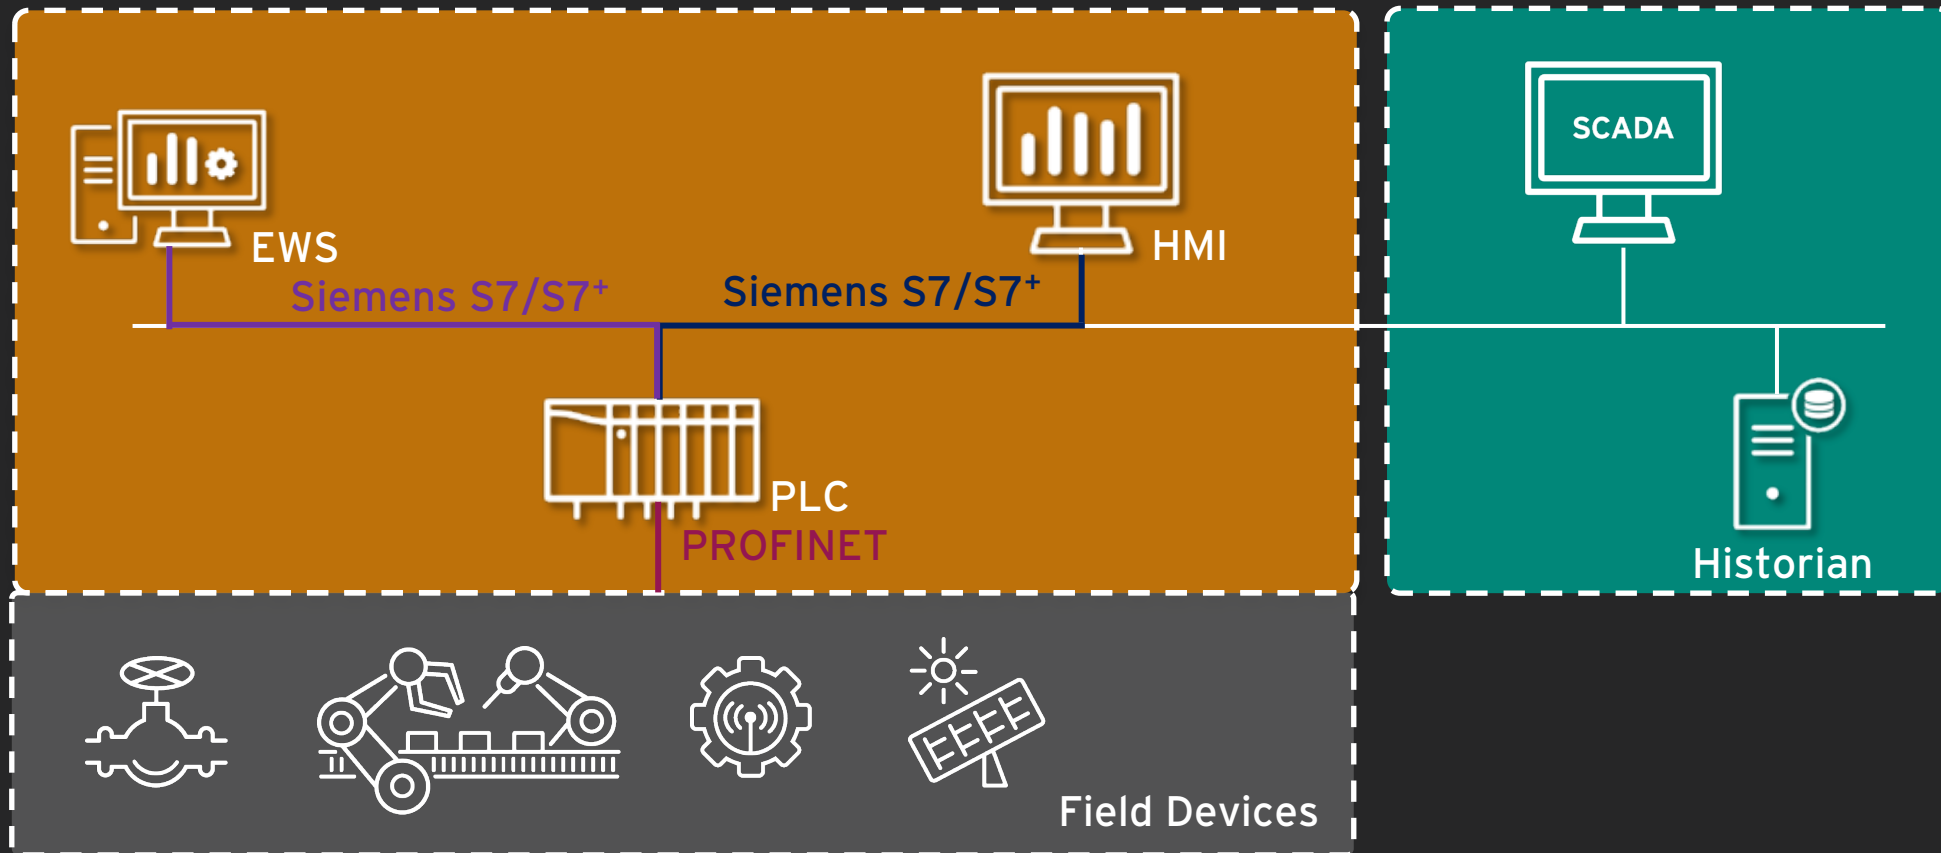 SCADA
EWS
HMI
Siemens S7/S7⁺
Siemens S7/S7⁺
PLC
PROFINET
Historian
Field Devices